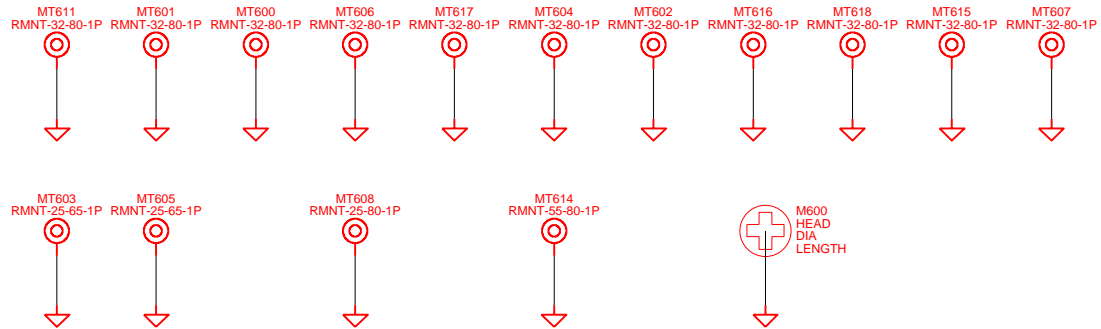 MT611 MT601 MT600 MT606 MT617 MT604 MT602 MT616 MT618 MT615 MT607
RMNT-32-80-1P RMNT-32-80-1P RMNT-32-80-1P RMNT-32-80-1P RMNT-32-80-1P RMNT-32-80-1P RMNT-32-80-1P RMNT-32-80-1P RMNT-32-80-1P RMNT-32-80-1P RMNT-32-80-1P
MT603 MT605 MT608 MT614
RMNT-25-65-1P RMNT-25-65-1P RMNT-25-80-1P RMNT-55-80-1P
M600
HEAD
DIA
LENGTH